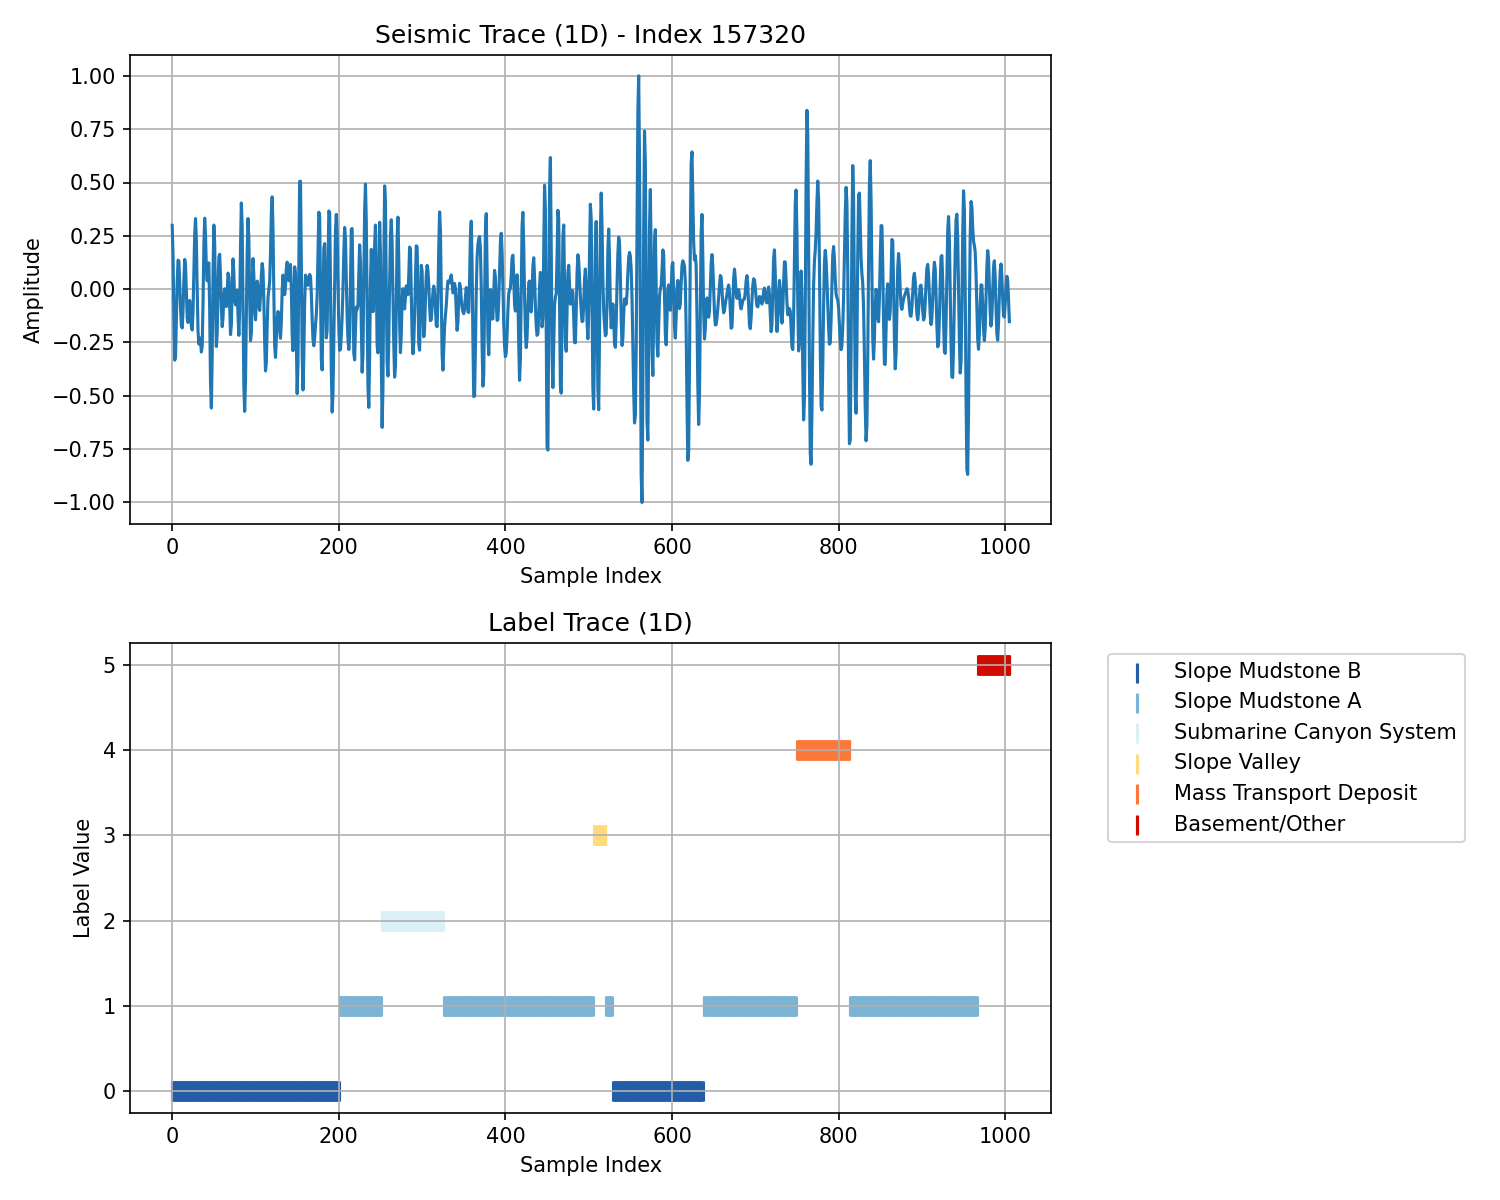 Seismic Trace (1D) - Index 157320
1.00
0.75
0.50
0.25
0.00
−0.25
−0.50
−0.75
−1.00
Amplitude
0 200 400 600 800 1000
Sample Index
Label Trace (1D)
5
4
3
2
1
0
Label Value
0 200 400 600 800 1000
Sample Index
Slope Mudstone B
Slope Mudstone A
Submarine Canyon System
Slope Valley
Mass Transport Deposit
Basement/Other